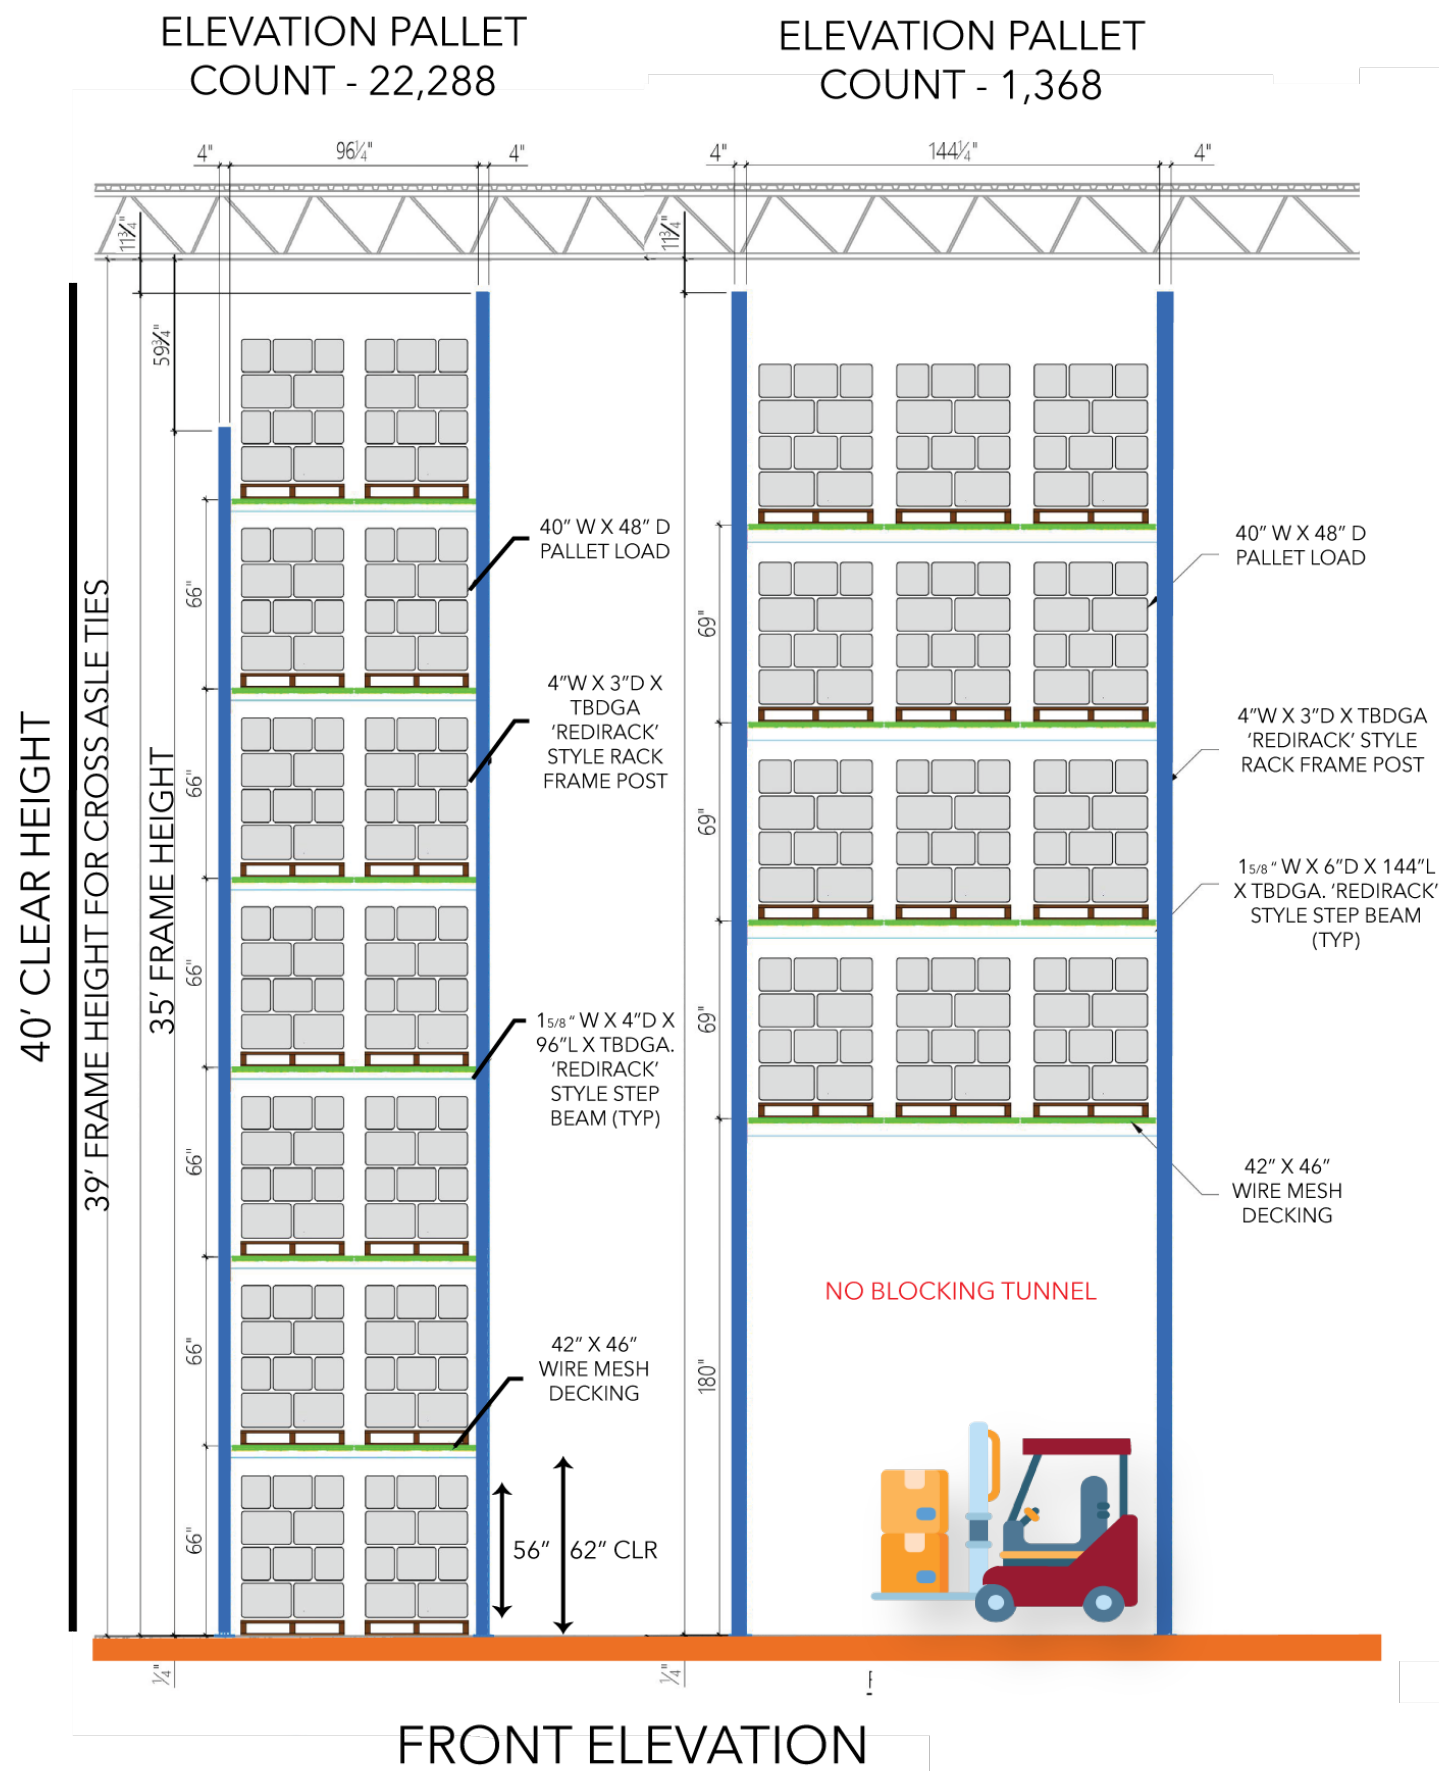 ELEVATION PALLET
COUNT - 22,288
ELEVATION PALLET
COUNT - 1,368
4"
96¼"
4"
4"
144¼"
4"
11¾"
11¾"
59¾"
40' CLEAR HEIGHT
39' FRAME HEIGHT FOR CROSS ASLE TIES
35' FRAME HEIGHT
66"
66"
66"
66"
66"
66"
40" W X 48" D
PALLET LOAD
4"W X 3"D X
TBDGA
'REDIRACK'
STYLE RACK
FRAME POST
15/8 " W X 4"D X
96"L X TBDGA.
'REDIRACK'
STYLE STEP
BEAM (TYP)
42" X 46"
WIRE MESH
DECKING
56"
62" CLR
69"
69"
69"
180"
40" W X 48" D
PALLET LOAD
4"W X 3"D X TBDGA
'REDIRACK' STYLE
RACK FRAME POST
15/8 " W X 6"D X 144"L
X TBDGA. 'REDIRACK'
STYLE STEP BEAM
(TYP)
42" X 46"
WIRE MESH
DECKING
NO BLOCKING TUNNEL
¼"
¼"
FRONT ELEVATION